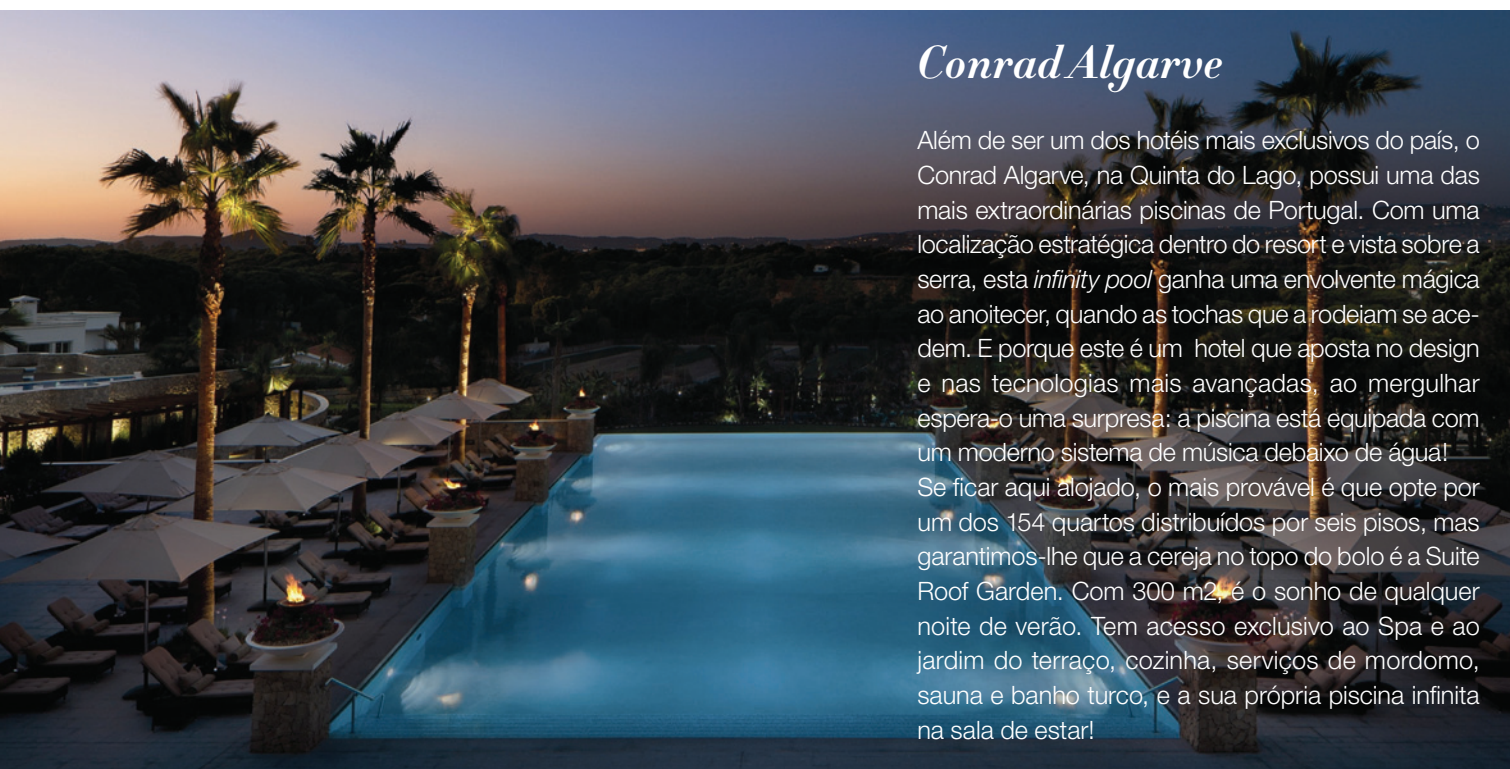 Conrad Algarve
Além de ser um dos hotéis mais exclusivos do país, o
Conrad Algarve, na Quinta do Lago, possui uma das
mais extraordinárias piscinas de Portugal. Com uma
localização estratégica dentro do resort e vista sobre a
serra, esta infinity pool ganha uma envolvente mágica
ao anoitecer, quando as tochas que a rodeiam se ace-
dem. E porque este é um hotel que aposta no design
e nas tecnologias mais avançadas, ao mergulhar
espera-o uma surpresa: a piscina está equipada com
um moderno sistema de música debaixo de água!
Se ficar aqui alojado, o mais provável é que opte por
um dos 154 quartos distribuídos por seis pisos, mas
garantimos-lhe que a cereja no topo do bolo é a Suite
Roof Garden. Com 300 m2, é o sonho de qualquer
noite de verão. Tem acesso exclusivo ao Spa e ao
jardim do terraço, cozinha, serviços de mordomo,
sauna e banho turco, e a sua própria piscina infinita
na sala de estar!